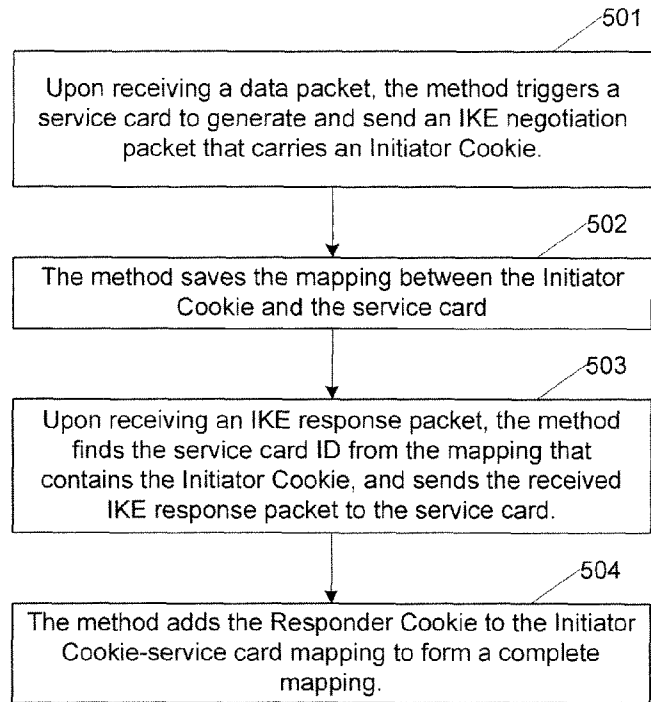 501
Upon receiving a data packet, the method triggers a
service card to generate and send an IKE negotiation
packet that carries an Initiator Cookie.
502
The method saves the mapping between the Initiator
Cookie and the service card
503
Upon receiving an IKE response packet, the method
finds the service card ID from the mapping that
contains the Initiator Cookie, and sends the received
IKE response packet to the service card.
504
The method adds the Responder Cookie to the Initiator
Cookie-service card mapping to form a complete
mapping.